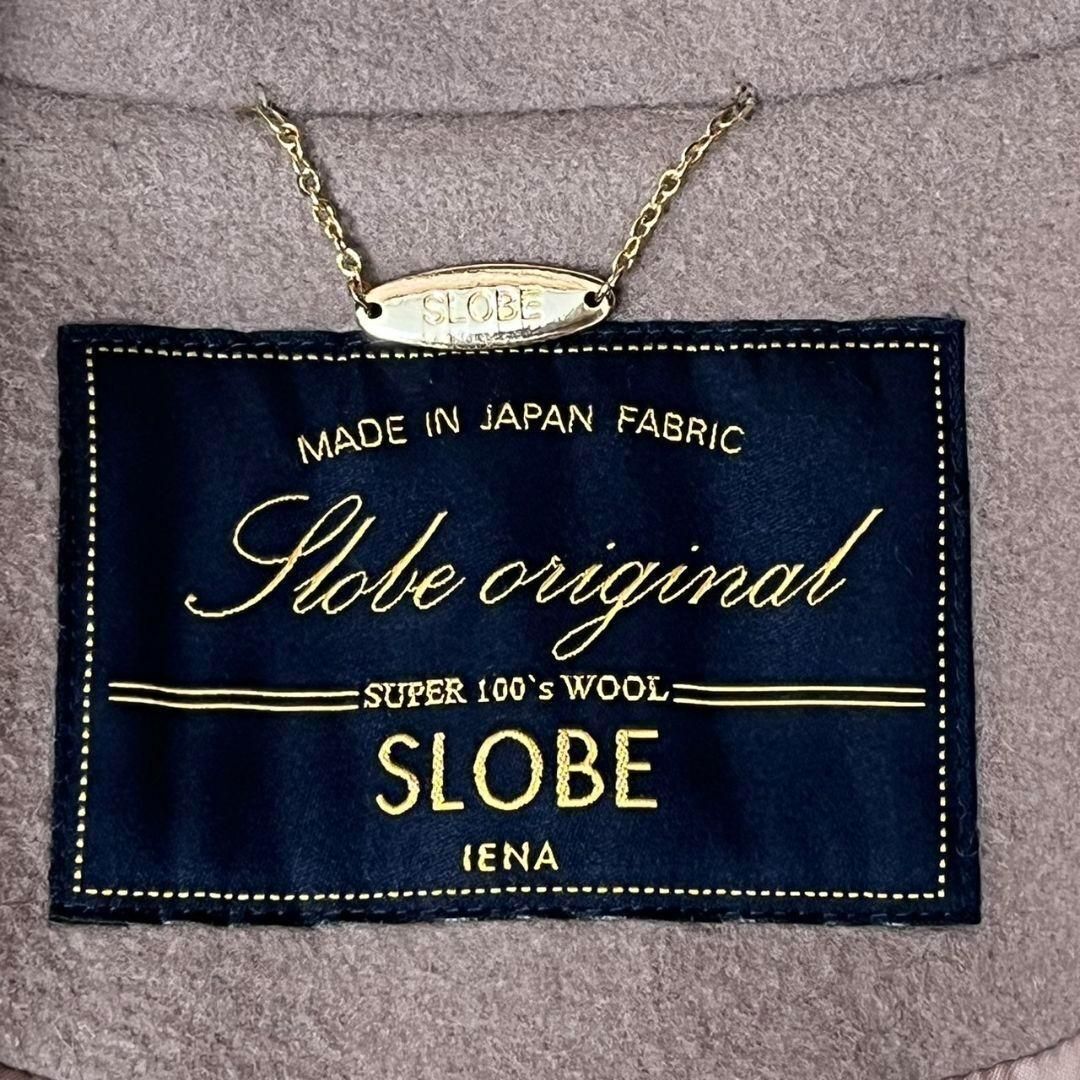 SLOBE
MADE IN JAPAN FABRIC
Slobe original
SUPER 100`s WOOL
SLOBE
IENA